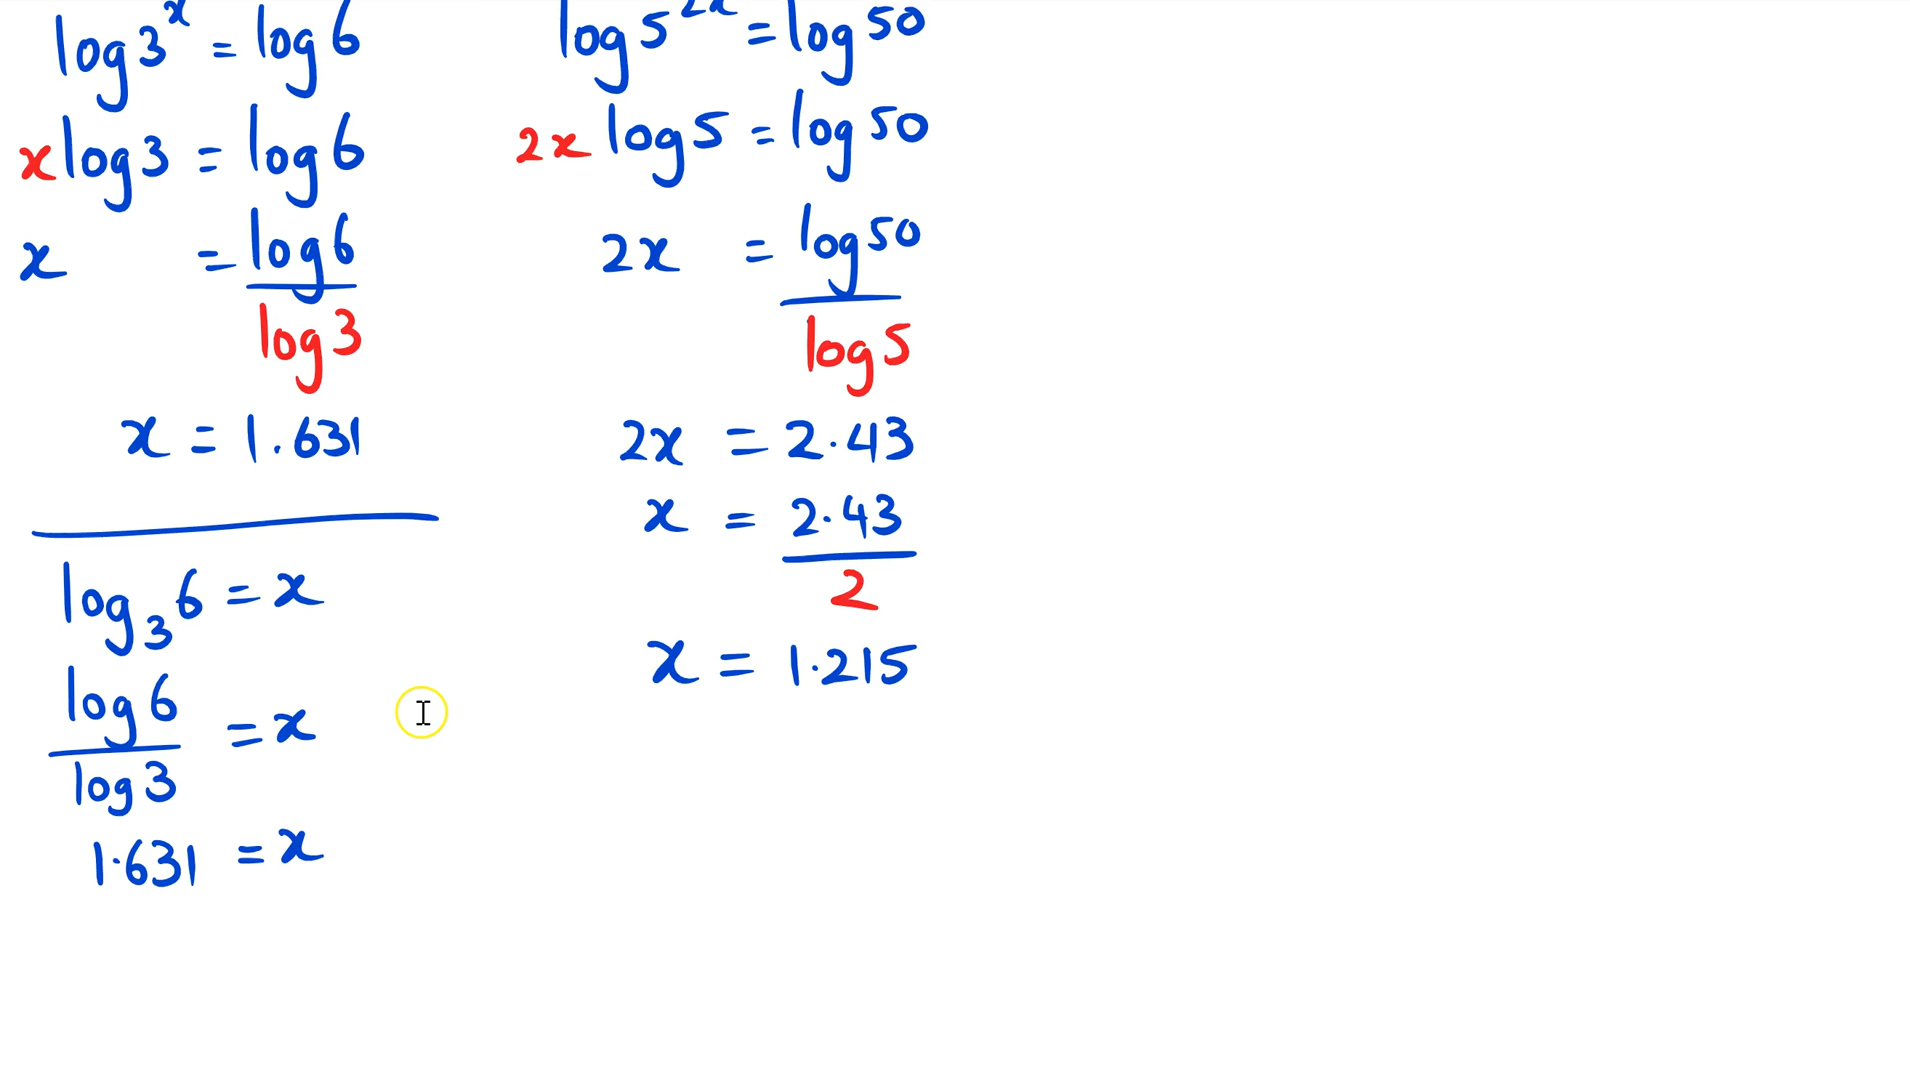 log 3^x = log 6
x log 3 = log 6
x = log 6 / log 3
x = 1.631
log_3 6 = x
log 6 / log 3 = x
1.631 = x
log 5^2x = log 50
2x log 5 = log 50
2x = log 50 / log 5
2x = 2.43
x = 2.43 / 2
x = 1.215